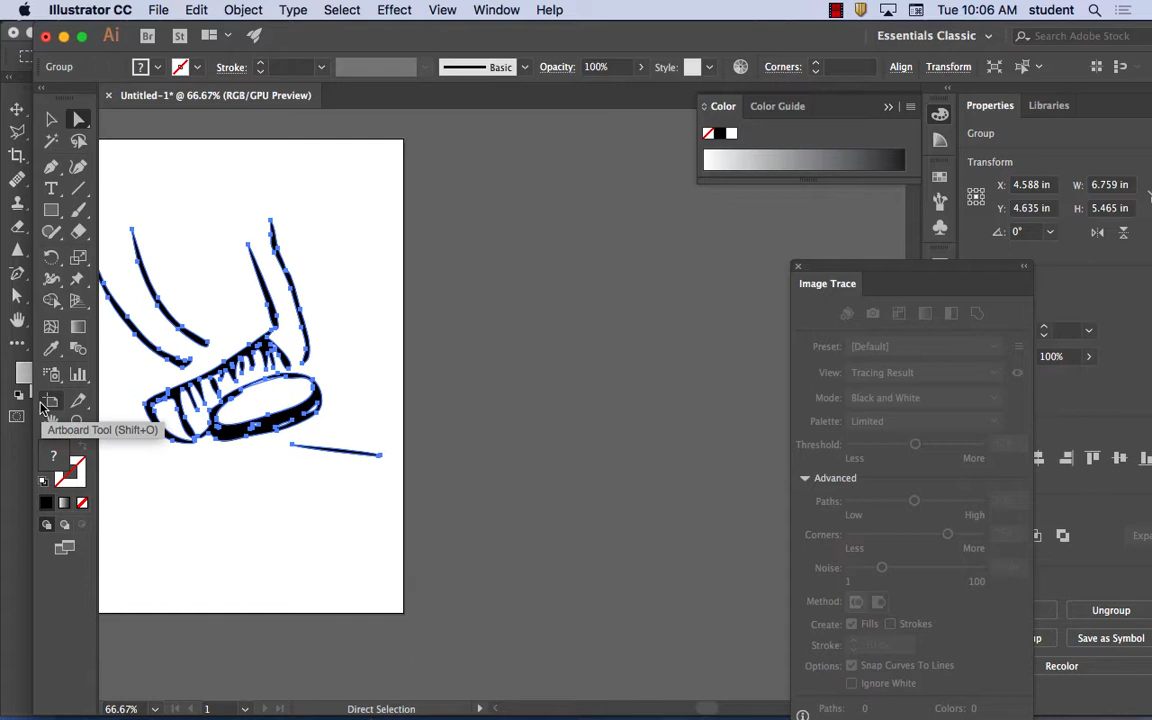 Illustrator CC File Edit Object Type Select Effect View Window Help Tue 10:06 AM student
Ai Br St Essentials Classic Search Adobe Stock
Group ? Stroke: Basic Opacity: 100% Style: Corners: Align Transform
× Untitled-1* @ 66.67% (RGB/GPU Preview)
Color Color Guide
Properties Libraries
Group
Transform
X: 4.588 in W: 6.759 in
Y: 4.635 in H: 5.465 in
0°
Image Trace
Preset: [Default]
View: Tracing Result
100%
Mode: Black and White
Palette: Limited
Threshold:
Less More
Advanced
Paths:
Low High
Corners:
Less More
Noise:
1 100
Method:
Create: Fills Strokes
Stroke:
Options: Snap Curves To Lines
Ignore White
Paths: 0 Colors: 0
Artboard Tool (Shift+O)
?
Expa
Ungroup
up Save as Symbol
Recolor
66.67% 1 Direct Selection